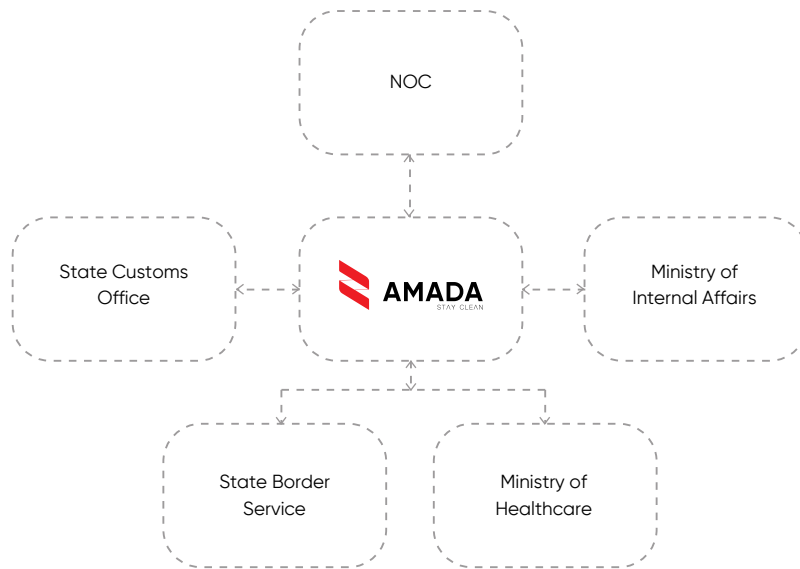 NOC
State Customs
Office
AMADA
STAY CLEAN
Ministry of
Internal Affairs
State Border
Service
Ministry of
Healthcare